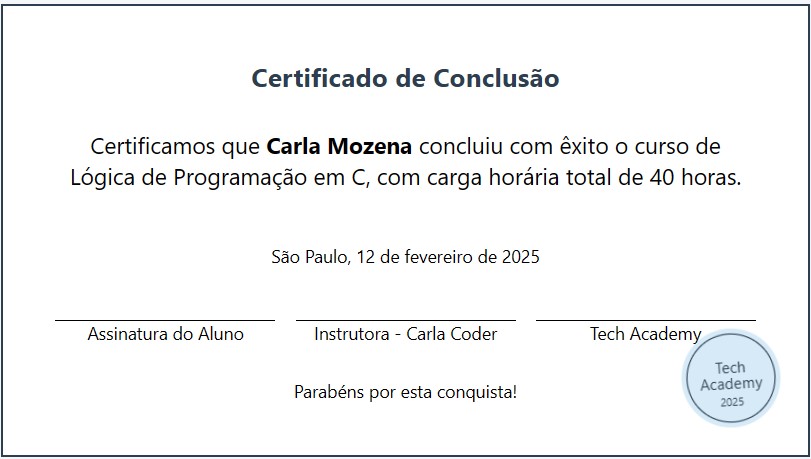 Certificado de Conclusão
Certificamos que Carla Mozena concluiu com êxito o curso de
Lógica de Programação em C, com carga horária total de 40 horas.
São Paulo, 12 de fevereiro de 2025
Assinatura do Aluno
Instrutora - Carla Coder
Tech Academy
Parabéns por esta conquista!
Tech
Academy
2025